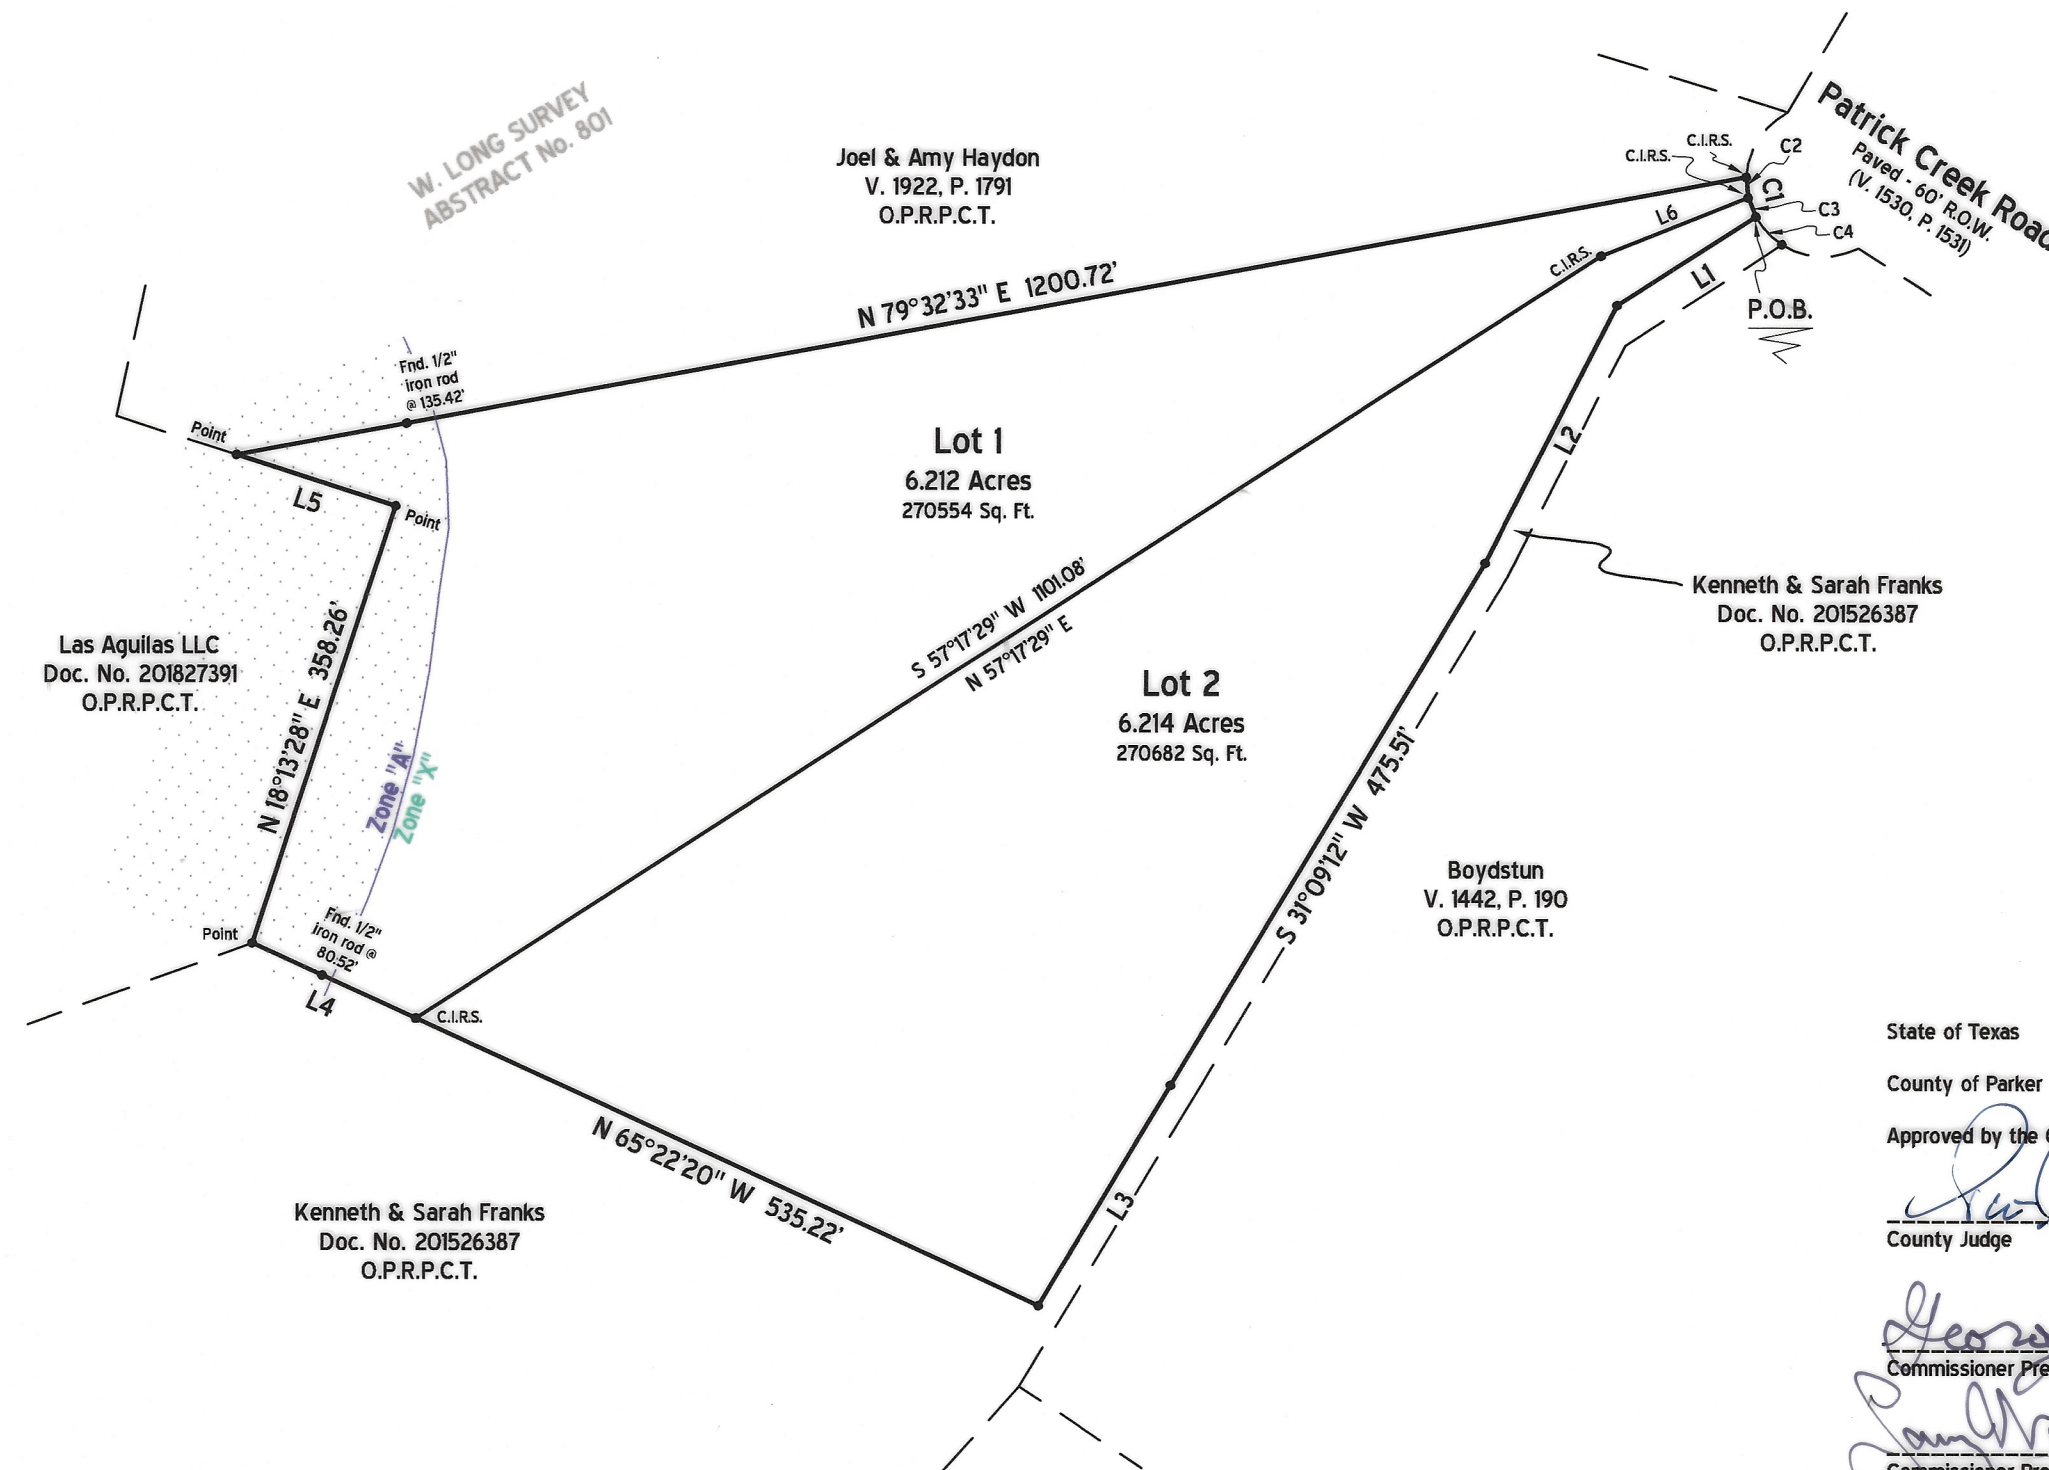 W. LONG SURVEY
ABSTRACT No. 801
Joel & Amy Haydon
V. 1922, P. 1791
O.P.R.P.C.T.
Patrick Creek Road
Paved - 60' R.O.W.
(V. 1530, P. 1531)
C.I.R.S.
C.I.R.S.
C2
C1
C3
C4
L6
C.I.R.S.
L1
P.O.B.
N 79°32'33" E 1200.72'
Fnd. 1/2"
iron rod
@ 135.42'
Point
L5
Point
Lot 1
6.212 Acres
270554 Sq. Ft.
L2
Kenneth & Sarah Franks
Doc. No. 201526387
O.P.R.P.C.T.
Las Aguilas LLC
Doc. No. 201827391
O.P.R.P.C.T.
N 18°13'28" E 358.26'
S 57°17'29" W 1101.08'
N 57°17'29" E
Lot 2
6.214 Acres
270682 Sq. Ft.
Zone "A"
Zone "X"
S 31°09'12" W 475.51'
Boydstun
V. 1442, P. 190
O.P.R.P.C.T.
Point
Fnd. 1/2"
iron rod @
80.52'
L4
C.I.R.S.
N 65°22'20" W 535.22'
L3
Kenneth & Sarah Franks
Doc. No. 201526387
O.P.R.P.C.T.
State of Texas
County of Parker
Approved by the
County Judge
Commissioner
Commissioner